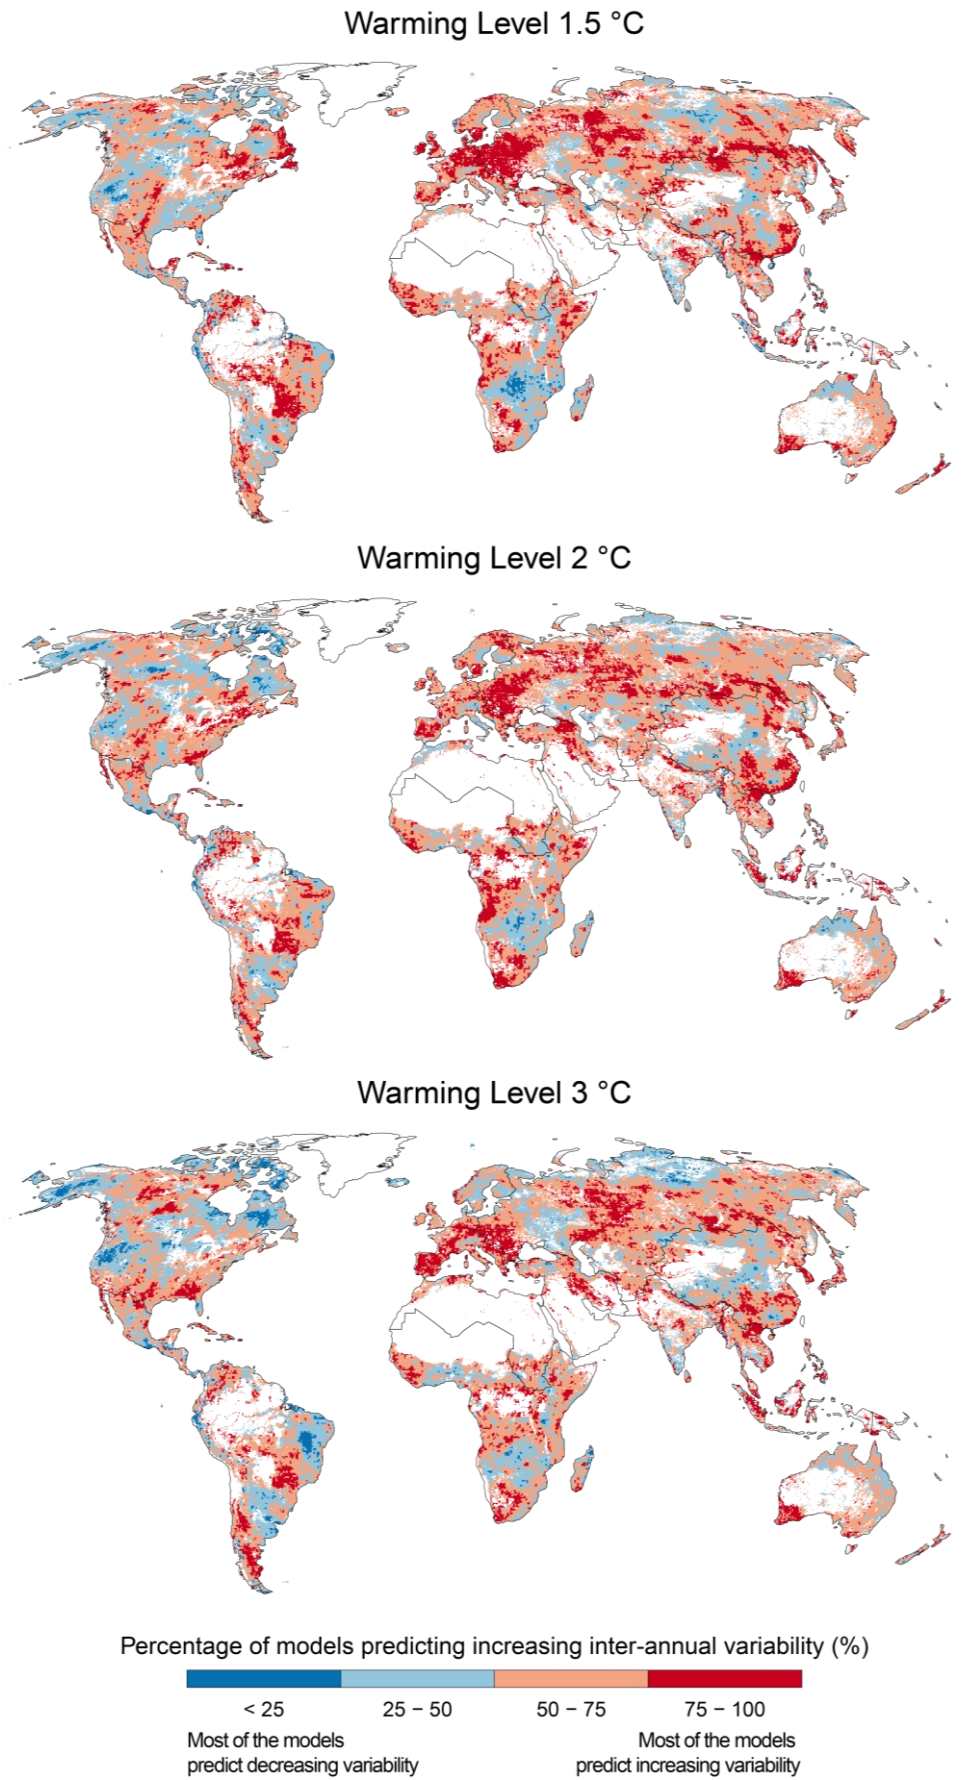 Warming Level 1.5 °C
Warming Level 2 °C
Warming Level 3 °C
Percentage of models predicting increasing inter-annual variability (%)
< 25
25 − 50
50 − 75
75 − 100
Most of the models
predict decreasing variability
Most of the models
predict increasing variability